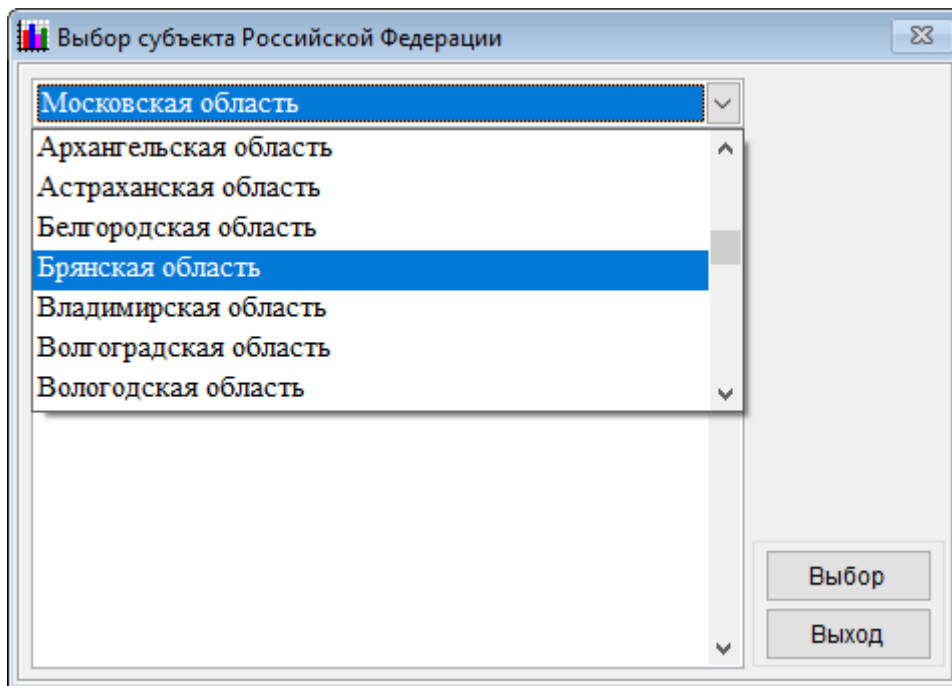 Выбор субъекта Российской Федерации
Московская область
Архангельская область
Астраханская область
Белгородская область
Брянская область
Владимирская область
Волгоградская область
Вологодская область
Выбор
Выход